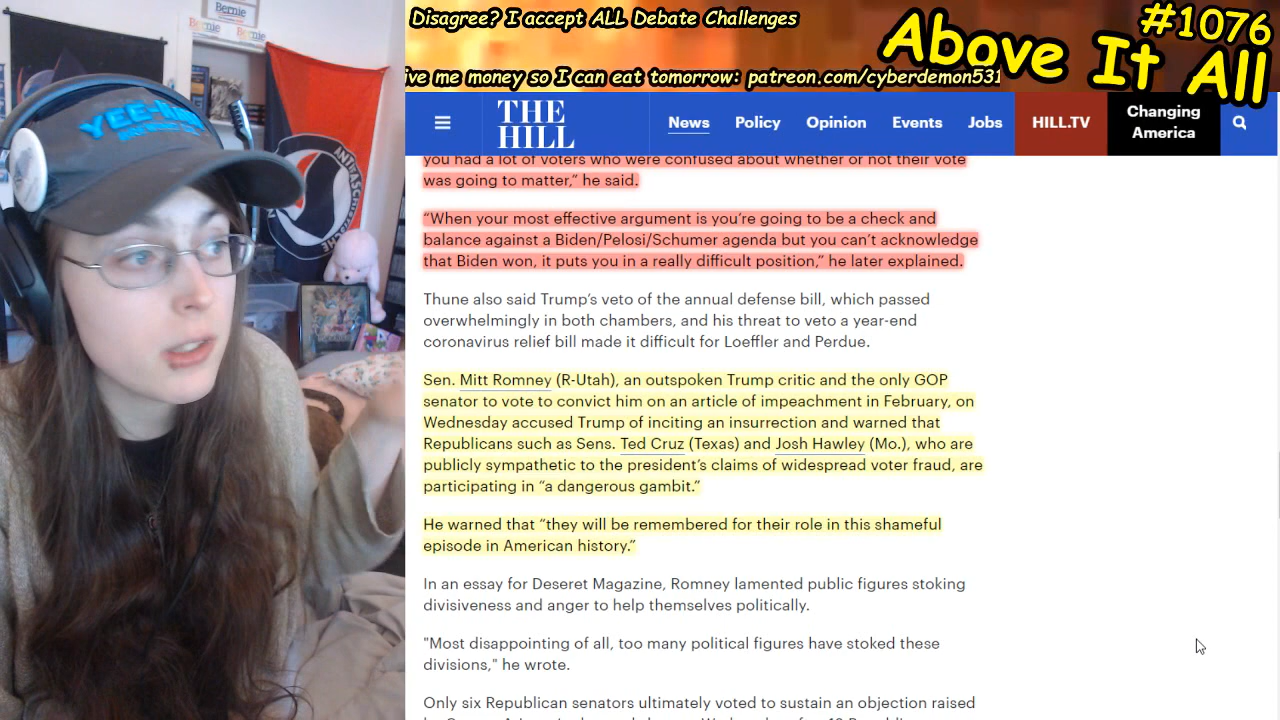 Disagree? I accept ALL Debate Challenges
#1076
Above It All
ive me money so I can eat tomorrow: patreon.com/cyberdemon531
THE
HILL
News
Policy
Opinion
Events
Jobs
HILL.TV
Changing
America
Bernie
Bernie
YEE-
ANTIFASCHISTISCHE
you had a lot of voters who were confused about whether or not their vote
was going to matter,” he said.
“When your most effective argument is you’re going to be a check and
balance against a Biden/Pelosi/Schumer agenda but you can’t acknowledge
that Biden won, it puts you in a really difficult position,” he later explained.
Thune also said Trump’s veto of the annual defense bill, which passed
overwhelmingly in both chambers, and his threat to veto a year-end
coronavirus relief bill made it difficult for Loeffler and Perdue.
Sen. Mitt Romney (R-Utah), an outspoken Trump critic and the only GOP
senator to vote to convict him on an article of impeachment in February, on
Wednesday accused Trump of inciting an insurrection and warned that
Republicans such as Sens. Ted Cruz (Texas) and Josh Hawley (Mo.), who are
publicly sympathetic to the president’s claims of widespread voter fraud, are
participating in “a dangerous gambit.”
He warned that “they will be remembered for their role in this shameful
episode in American history.”
In an essay for Deseret Magazine, Romney lamented public figures stoking
divisiveness and anger to help themselves politically.
"Most disappointing of all, too many political figures have stoked these
divisions," he wrote.
Only six Republican senators ultimately voted to sustain an objection raised